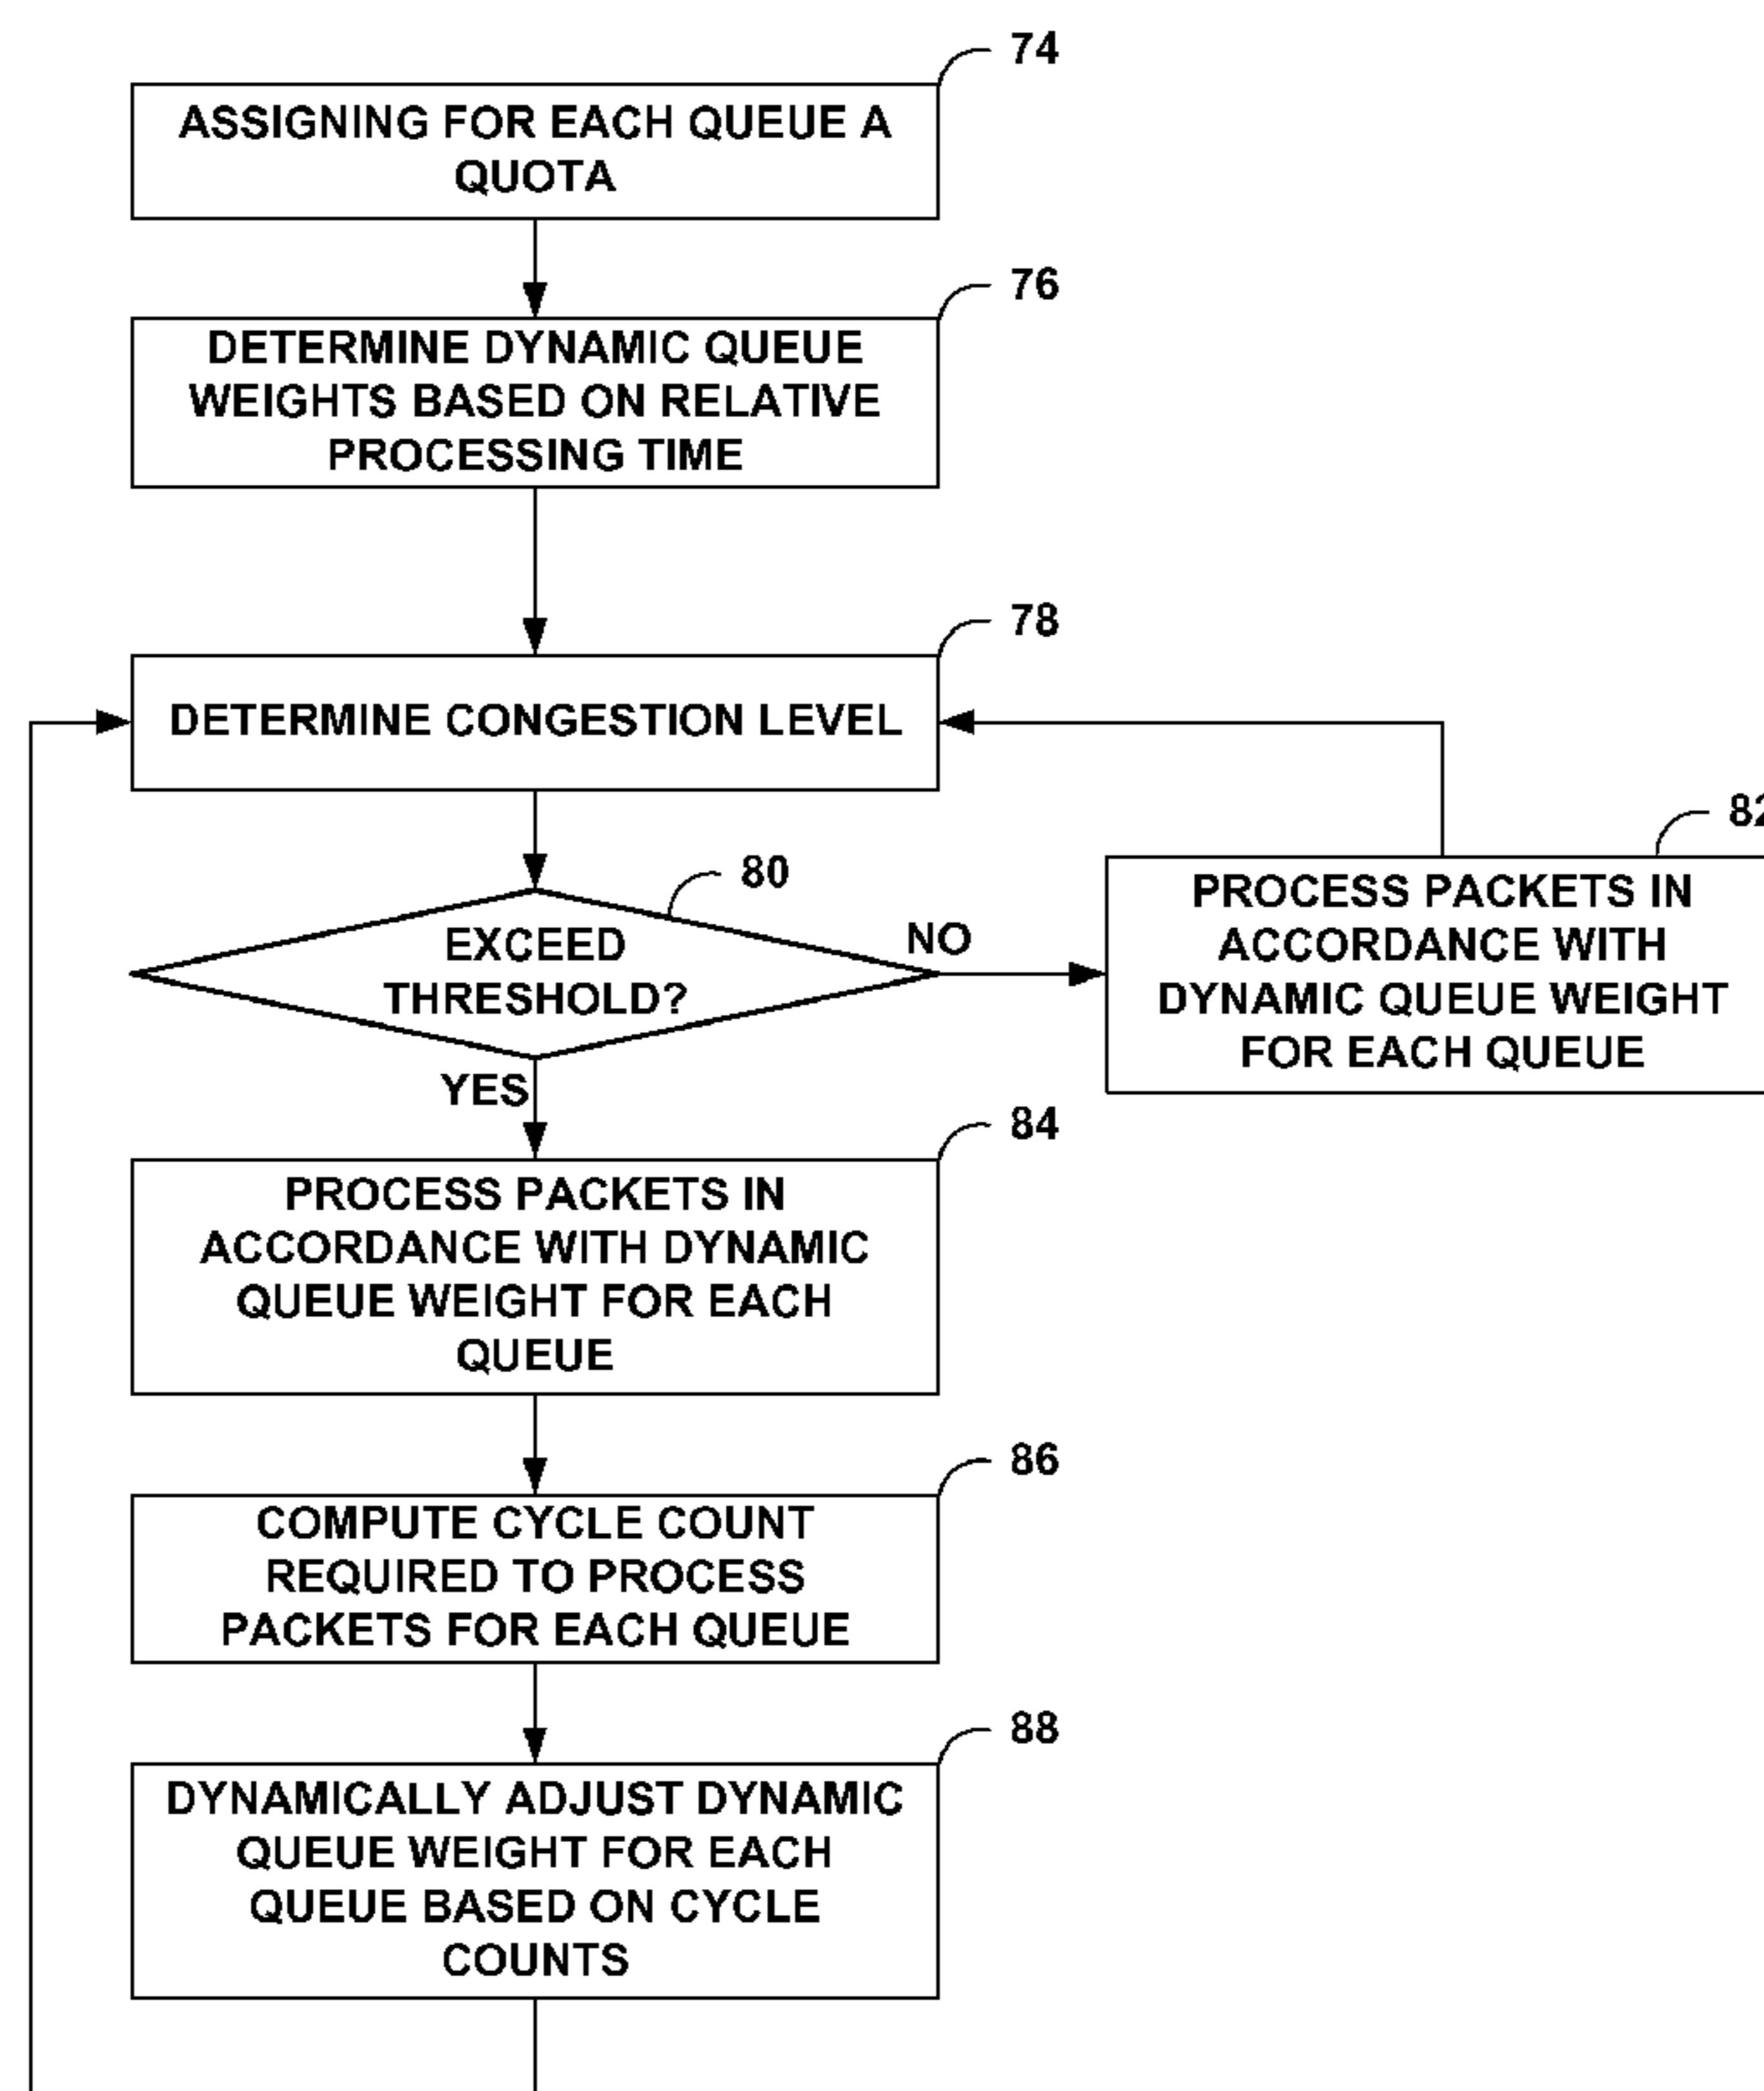 74
ASSIGNING FOR EACH QUEUE A
QUOTA
76
DETERMINE DYNAMIC QUEUE
WEIGHTS BASED ON RELATIVE
PROCESSING TIME
78
DETERMINE CONGESTION LEVEL
80
EXCEED
THRESHOLD?
NO
82
PROCESS PACKETS IN
ACCORDANCE WITH
DYNAMIC QUEUE WEIGHT
FOR EACH QUEUE
YES
84
PROCESS PACKETS IN
ACCORDANCE WITH DYNAMIC
QUEUE WEIGHT FOR EACH
QUEUE
86
COMPUTE CYCLE COUNT
REQUIRED TO PROCESS
PACKETS FOR EACH QUEUE
88
DYNAMICALLY ADJUST DYNAMIC
QUEUE WEIGHT FOR EACH
QUEUE BASED ON CYCLE
COUNTS